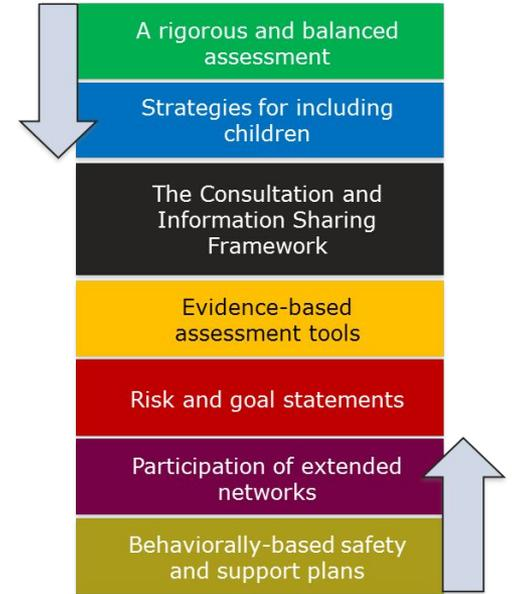 A rigorous and balanced
assessment
Strategies for including
children
The Consultation and
Information Sharing
Framework
Evidence-based
assessment tools
Risk and goal statements
Participation of extended
networks
Behaviorally-based safety
and support plans